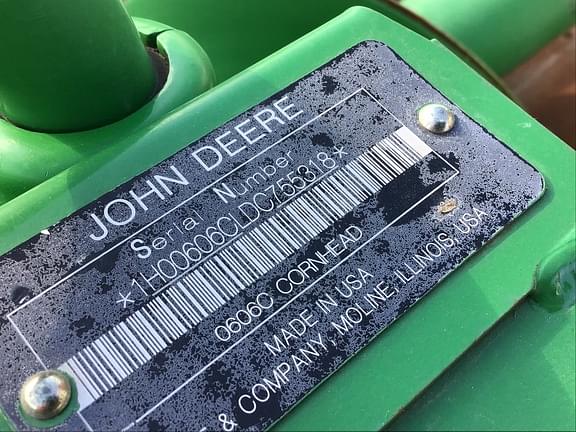 JOHN DEERE
Serial Number
*1H00606CLDC755318*
0606C CORNHEAD
MADE IN USA
& COMPANY, MOLINE, ILLINOIS, USA